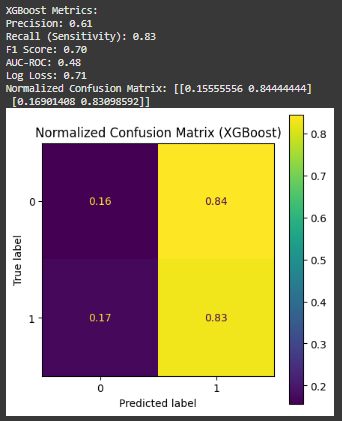 XGBoost Metrics:
Precision: 0.61
Recall (Sensitivity): 0.83
F1 Score: 0.70
AUC-ROC: 0.48
Log Loss: 0.71
Normalized Confusion Matrix: [[0.15555556 0.84444444]
[0.16901408 0.83098592]]
Normalized Confusion Matrix (XGBoost)
0.8
0.7
0.6
0.5
0.4
0.3
0.2
True label
0
0.16
0.84
1
0.17
0.83
0
1
Predicted label